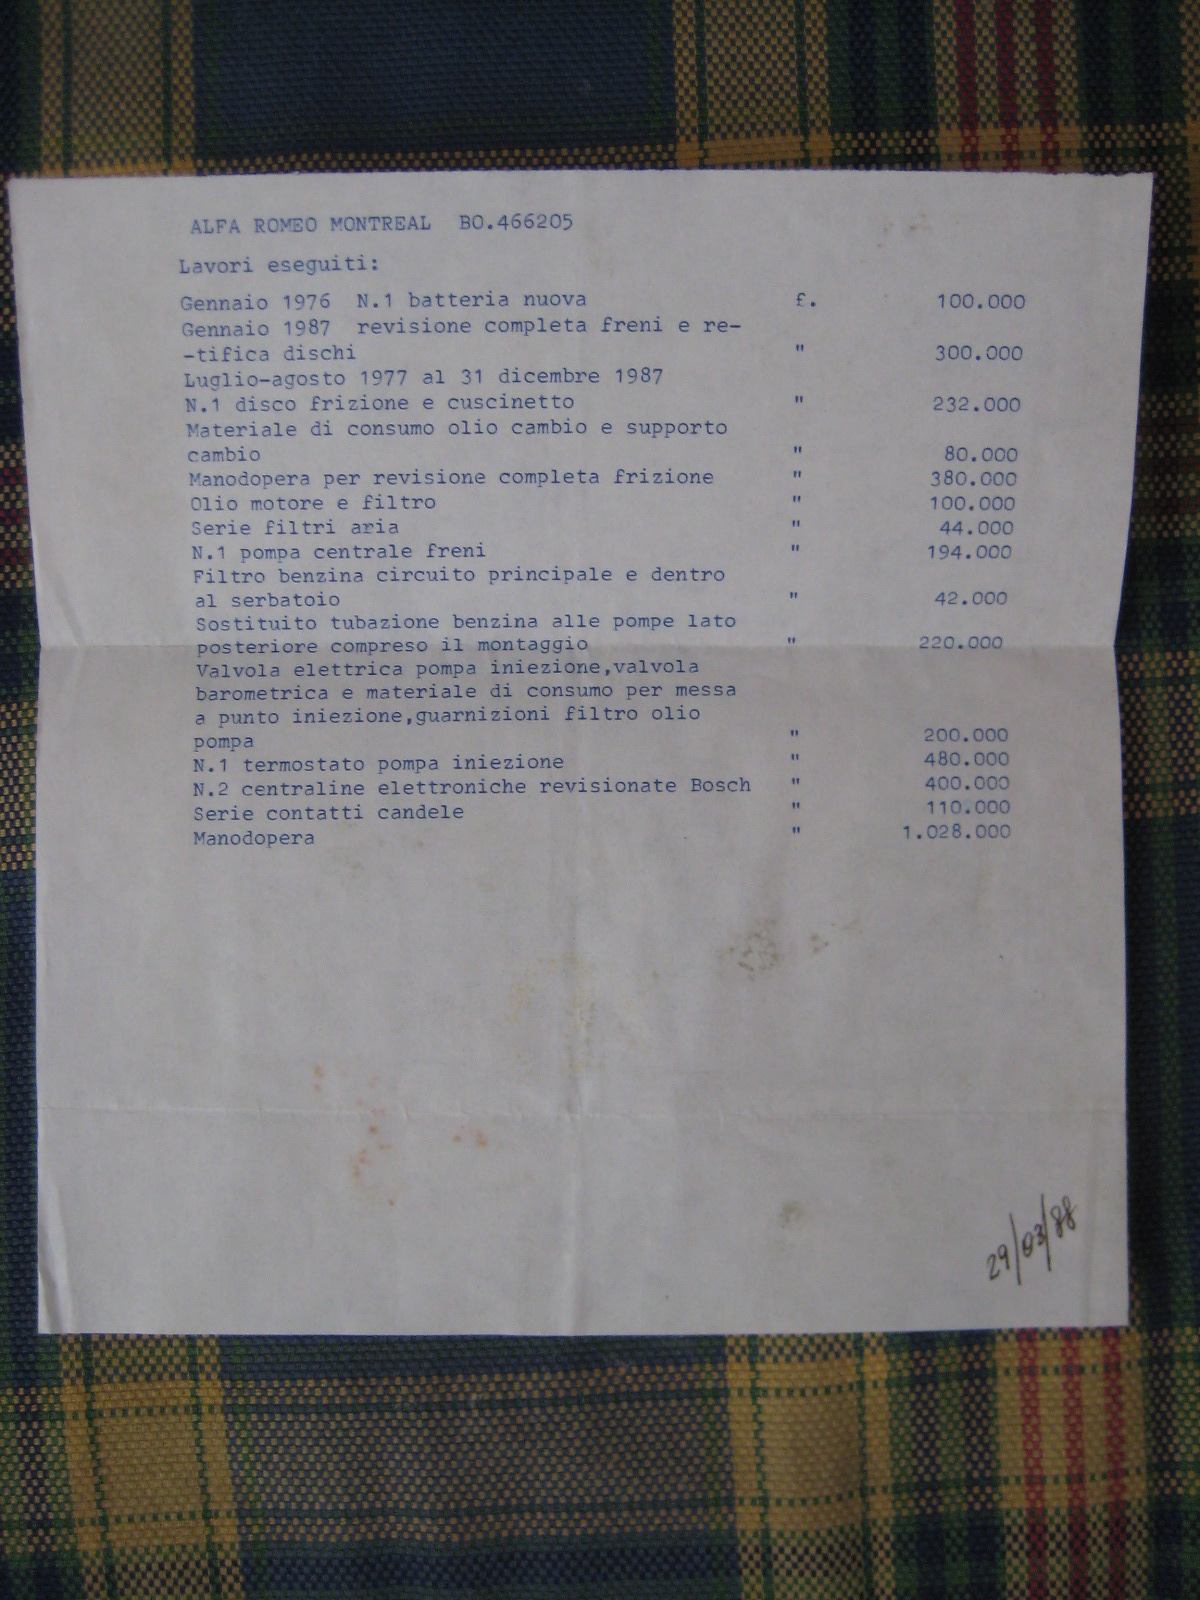 ALFA ROMEO MONTREAL BO.466205
Lavori eseguiti:
Gennaio 1976 N.1 batteria nuova £. 100.000
Gennaio 1987 revisione completa freni e re-
-tifica dischi " 300.000
Luglio-agosto 1977 al 31 dicembre 1987
N.1 disco frizione e cuscinetto " 232.000
Materiale di consumo olio cambio e supporto
cambio " 80.000
Manodopera per revisione completa frizione " 380.000
Olio motore e filtro " 100.000
Serie filtri aria " 44.000
N.1 pompa centrale freni " 194.000
Filtro benzina circuito principale e dentro
al serbatoio " 42.000
Sostituito tubazione benzina alle pompe lato
posteriore compreso il montaggio " 220.000
Valvola elettrica pompa iniezione,valvola
barometrica e materiale di consumo per messa
a punto iniezione,guarnizioni filtro olio
pompa " 200.000
N.1 termostato pompa iniezione " 480.000
N.2 centraline elettroniche revisionate Bosch " 400.000
Serie contatti candele " 110.000
Manodopera " 1.028.000
29/03/88